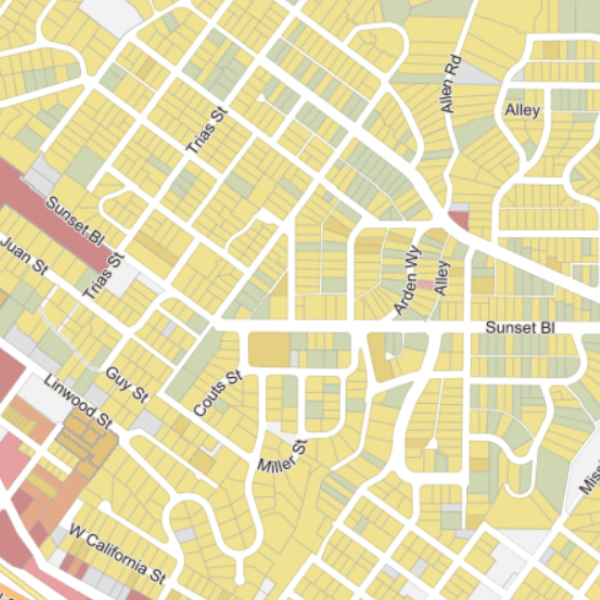 Allen Rd
Alley
Trias St
Sunset Bl
Juan St
Trias St
Arden Wy
Alley
Sunset Bl
Guy St
Couts St
Linwood St
Miller St
W California St